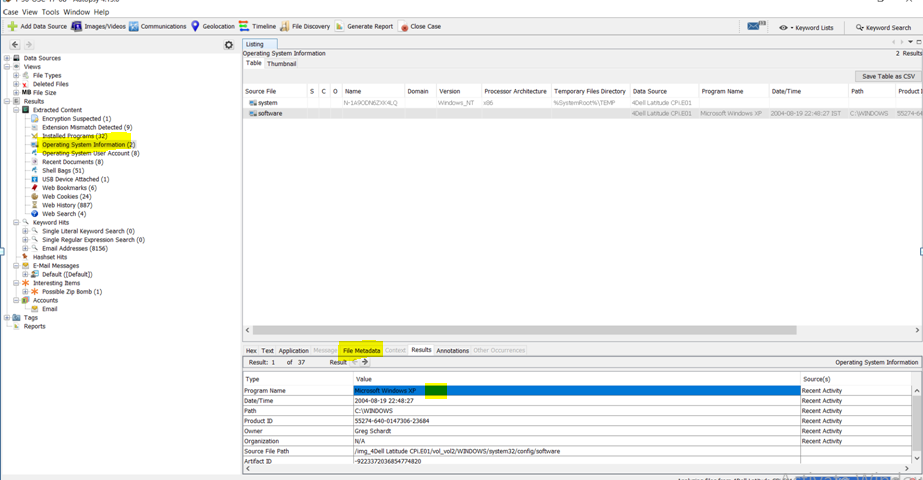 Case View Tools Window Help
Add Data Source Images/Videos Communications Geolocation Timeline File Discovery Generate Report Close Case Keyword Lists Keyword Search
Listing
Operating System Information 2 Results
Table Thumbnail
Save Table as CSV
Source File S C O Name Domain Version Processor Architecture Temporary Files Directory Data Source Program Name Date/Time Path Product I
system N-1A9ODN6ZXK4LQ Windows_NT x86 %SystemRoot%\TEMP 4Dell Latitude CPi.E01
software 4Dell Latitude CPi.E01 Microsoft Windows XP 2004-08-19 22:48:27 IST C:\WINDOWS 55274-64
Data Sources
Views
File Types
Deleted Files
MB File Size
Results
Extracted Content
Encryption Suspected (1)
Extension Mismatch Detected (9)
Installed Programs (32)
Operating System Information (2)
Operating System User Account (8)
Recent Documents (8)
Shell Bags (51)
USB Device Attached (1)
Web Bookmarks (6)
Web Cookies (24)
Web History (887)
Web Search (4)
Keyword Hits
Single Literal Keyword Search (0)
Single Regular Expression Search (0)
Email Addresses (8156)
Hashset Hits
E-Mail Messages
Default ([Default])
Interesting Items
Possible Zip Bomb (1)
Accounts
Email
Tags
Reports
Hex Text Application Message File Metadata Context Results Annotations Other Occurrences
Result: 1 of 37 Result Operating System Information
Type Value Source(s)
Program Name Microsoft Windows XP Recent Activity
Date/Time 2004-08-19 22:48:27 Recent Activity
Path C:\WINDOWS Recent Activity
Product ID 55274-640-0147306-23684 Recent Activity
Owner Greg Schardt Recent Activity
Organization N/A Recent Activity
Source File Path /img_4Dell Latitude CPi.E01/vol_vol2/WINDOWS/system32/config/software
Artifact ID -9223372036854774820